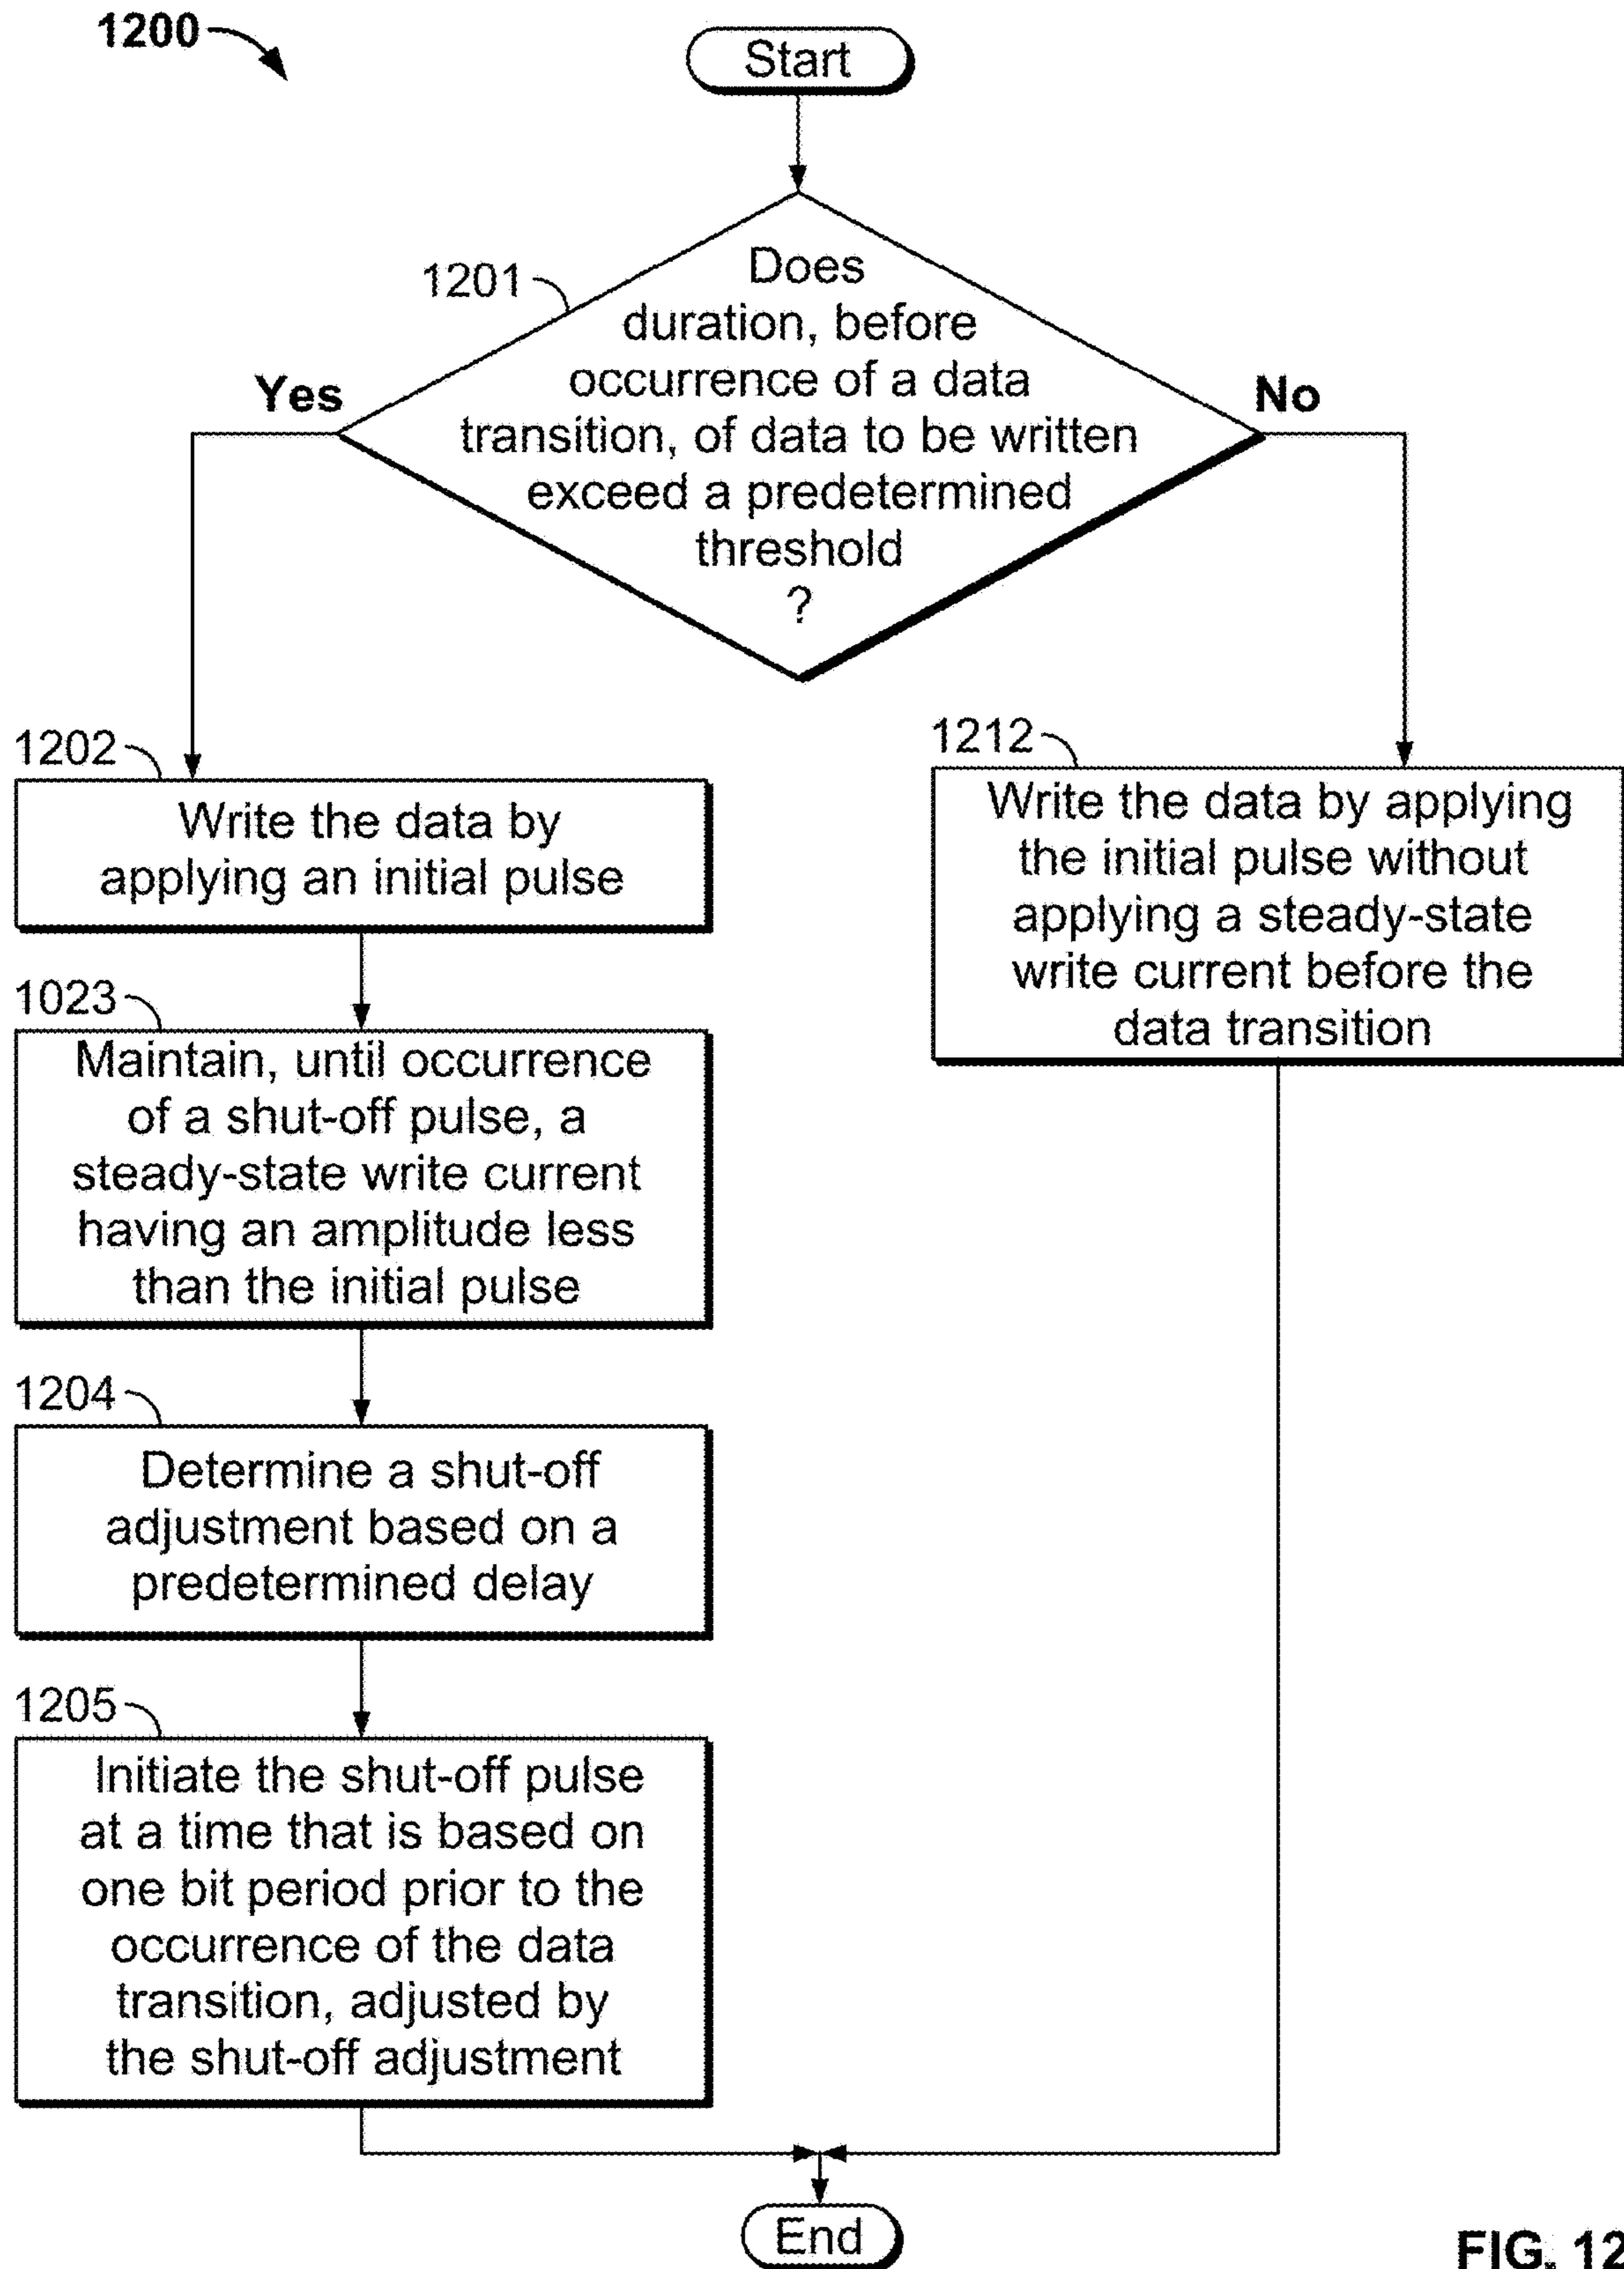 1200
Start
1201
Does
duration, before
occurrence of a data
transition, of data to be written
exceed a predetermined
threshold
?
Yes
No
1202
Write the data by
applying an initial pulse
1212
Write the data by applying
the initial pulse without
applying a steady-state
write current before the
data transition
1023
Maintain, until occurrence
of a shut-off pulse, a
steady-state write current
having an amplitude less
than the initial pulse
1204
Determine a shut-off
adjustment based on a
predetermined delay
1205
Initiate the shut-off pulse
at a time that is based on
one bit period prior to the
occurrence of the data
transition, adjusted by
the shut-off adjustment
End
FIG. 12